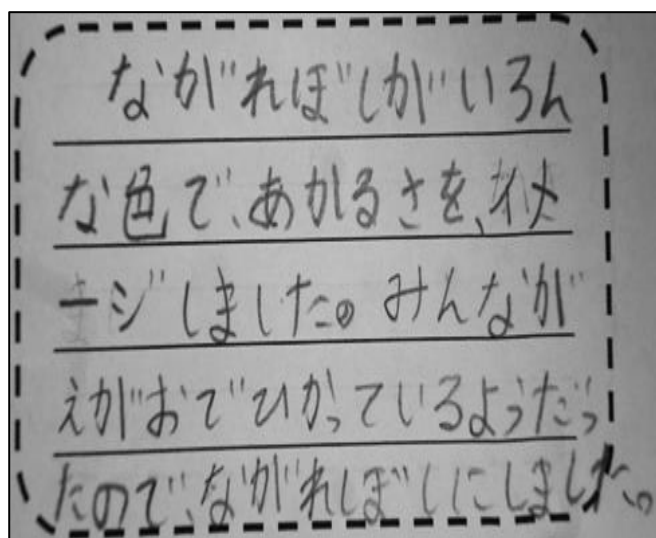 ながれぼしがいろん
な色で、あかるさを、イメ
ージしました。みんなが
えがおでひかっているようだっ
たので、ながれぼしにしました。